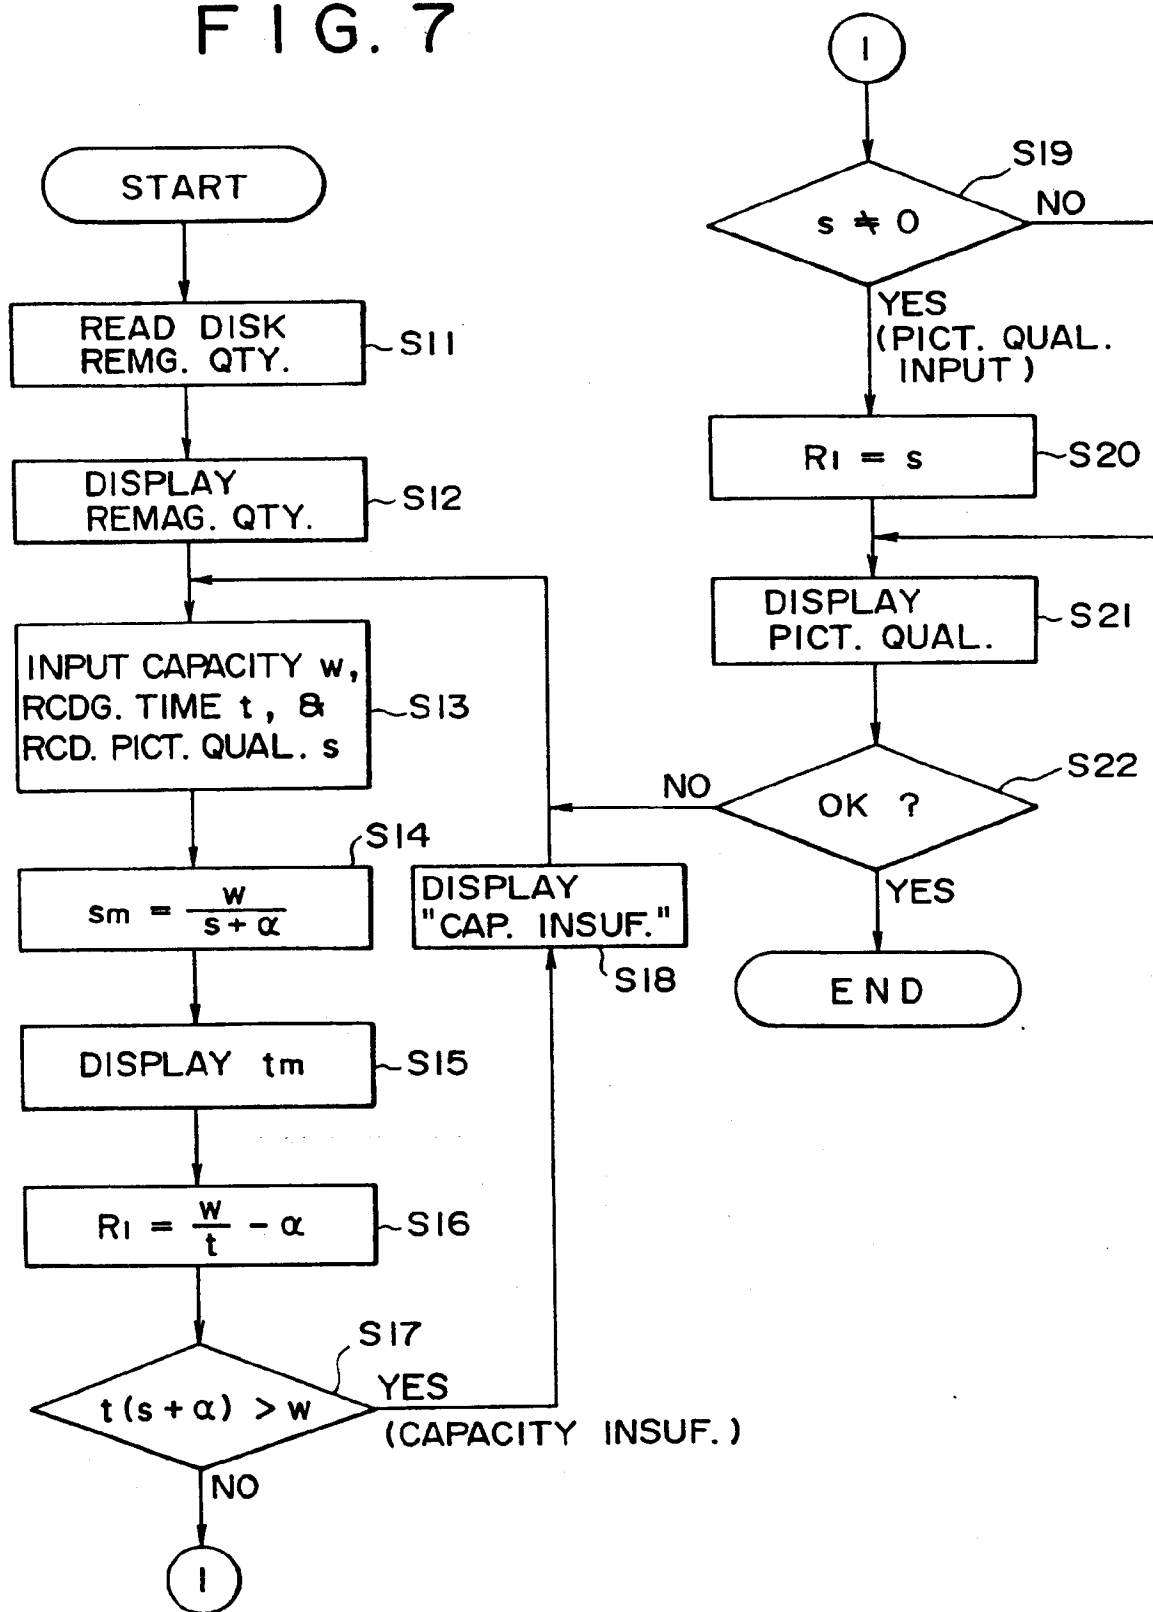 FIG. 7
START
READ DISK
REMG. QTY.
S11
DISPLAY
REMAG. QTY.
S12
INPUT CAPACITY w,
RCDG. TIME t, &
RCD. PICT. QUAL. s
S13
S14
sm = w / s + α
DISPLAY tm
S15
R1 = w / t - α
S16
S17
t (s + α) > w
YES
(CAPACITY INSUF.)
NO
1
DISPLAY
"CAP. INSUF."
S18
1
S19
s ≠ 0
NO
YES
(PICT. QUAL.
INPUT)
R1 = s
S20
DISPLAY
PICT. QUAL.
S21
S22
OK ?
NO
YES
END